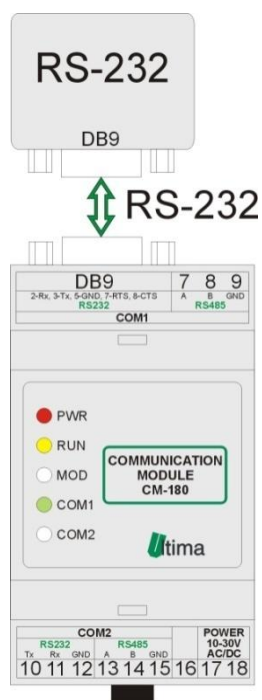 RS-232
DB9
RS-232
DB9 7 8 9
2-Rx, 3-Tx, 5-GND, 7-RTS, 8-CTS A B GND
RS232 RS485
COM1
PWR
RUN
MOD
COM1
COM2
COMMUNICATION
MODULE
CM-180
Ultima
COM2 POWER
RS232 RS485 10-30V
Tx Rx GND A B GND AC/DC
10 11 12 13 14 15 16 17 18